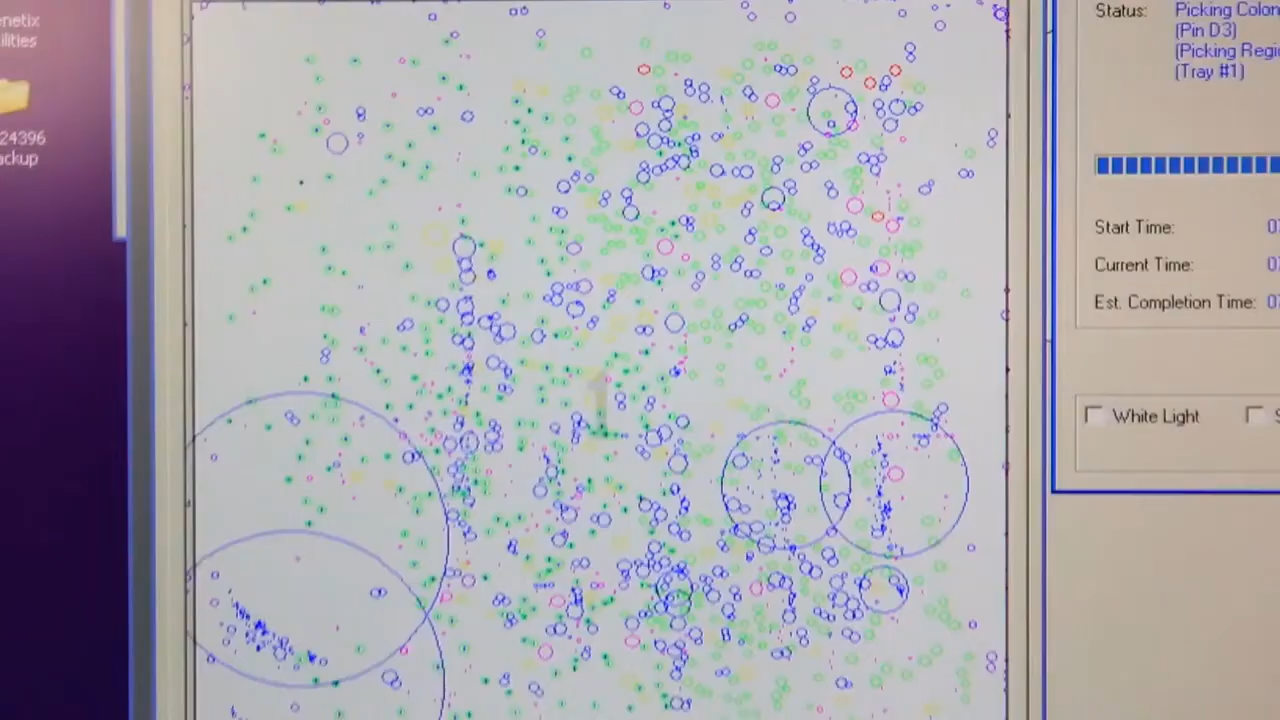 enetix
ilities
24396
ackup
1
Status:
Picking Colon
(Pin D3)
(Picking Regi
(Tray #1)
Start Time:
Current Time:
Est. Completion Time:
White Light